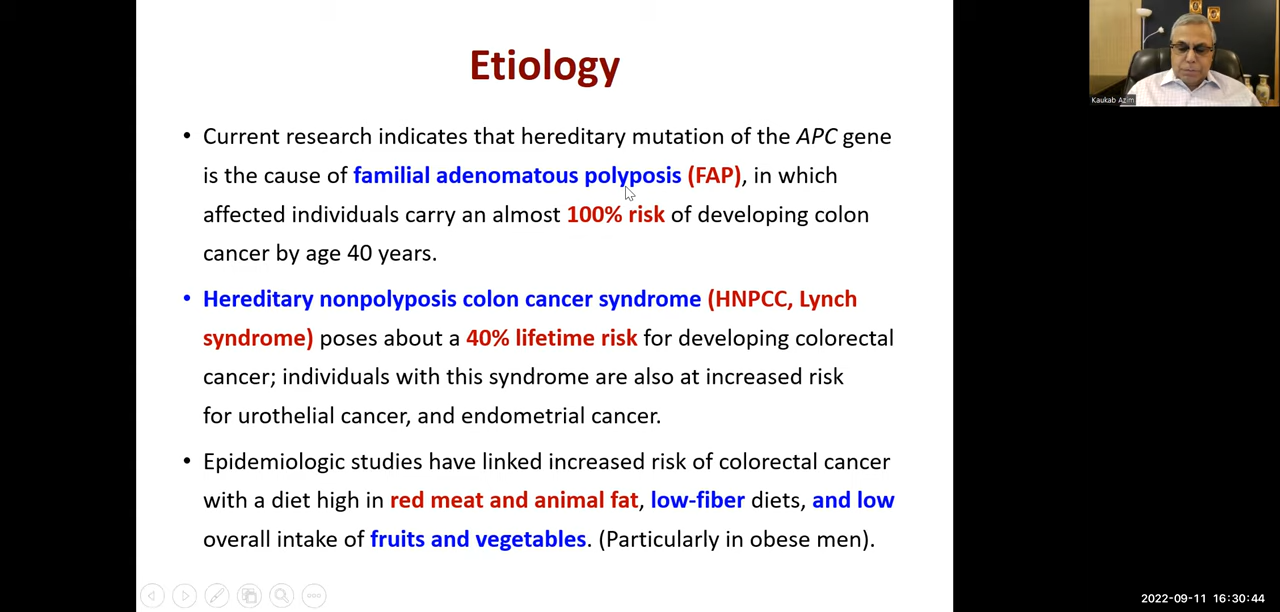 Etiology
• Current research indicates that hereditary mutation of the APC gene
is the cause of familial adenomatous polyposis (FAP), in which
affected individuals carry an almost 100% risk of developing colon
cancer by age 40 years.
• Hereditary nonpolyposis colon cancer syndrome (HNPCC, Lynch
syndrome) poses about a 40% lifetime risk for developing colorectal
cancer; individuals with this syndrome are also at increased risk
for urothelial cancer, and endometrial cancer.
• Epidemiologic studies have linked increased risk of colorectal cancer
with a diet high in red meat and animal fat, low-fiber diets, and low
overall intake of fruits and vegetables. (Particularly in obese men).
Kaukab Azim
2022-09-11 16:30:44